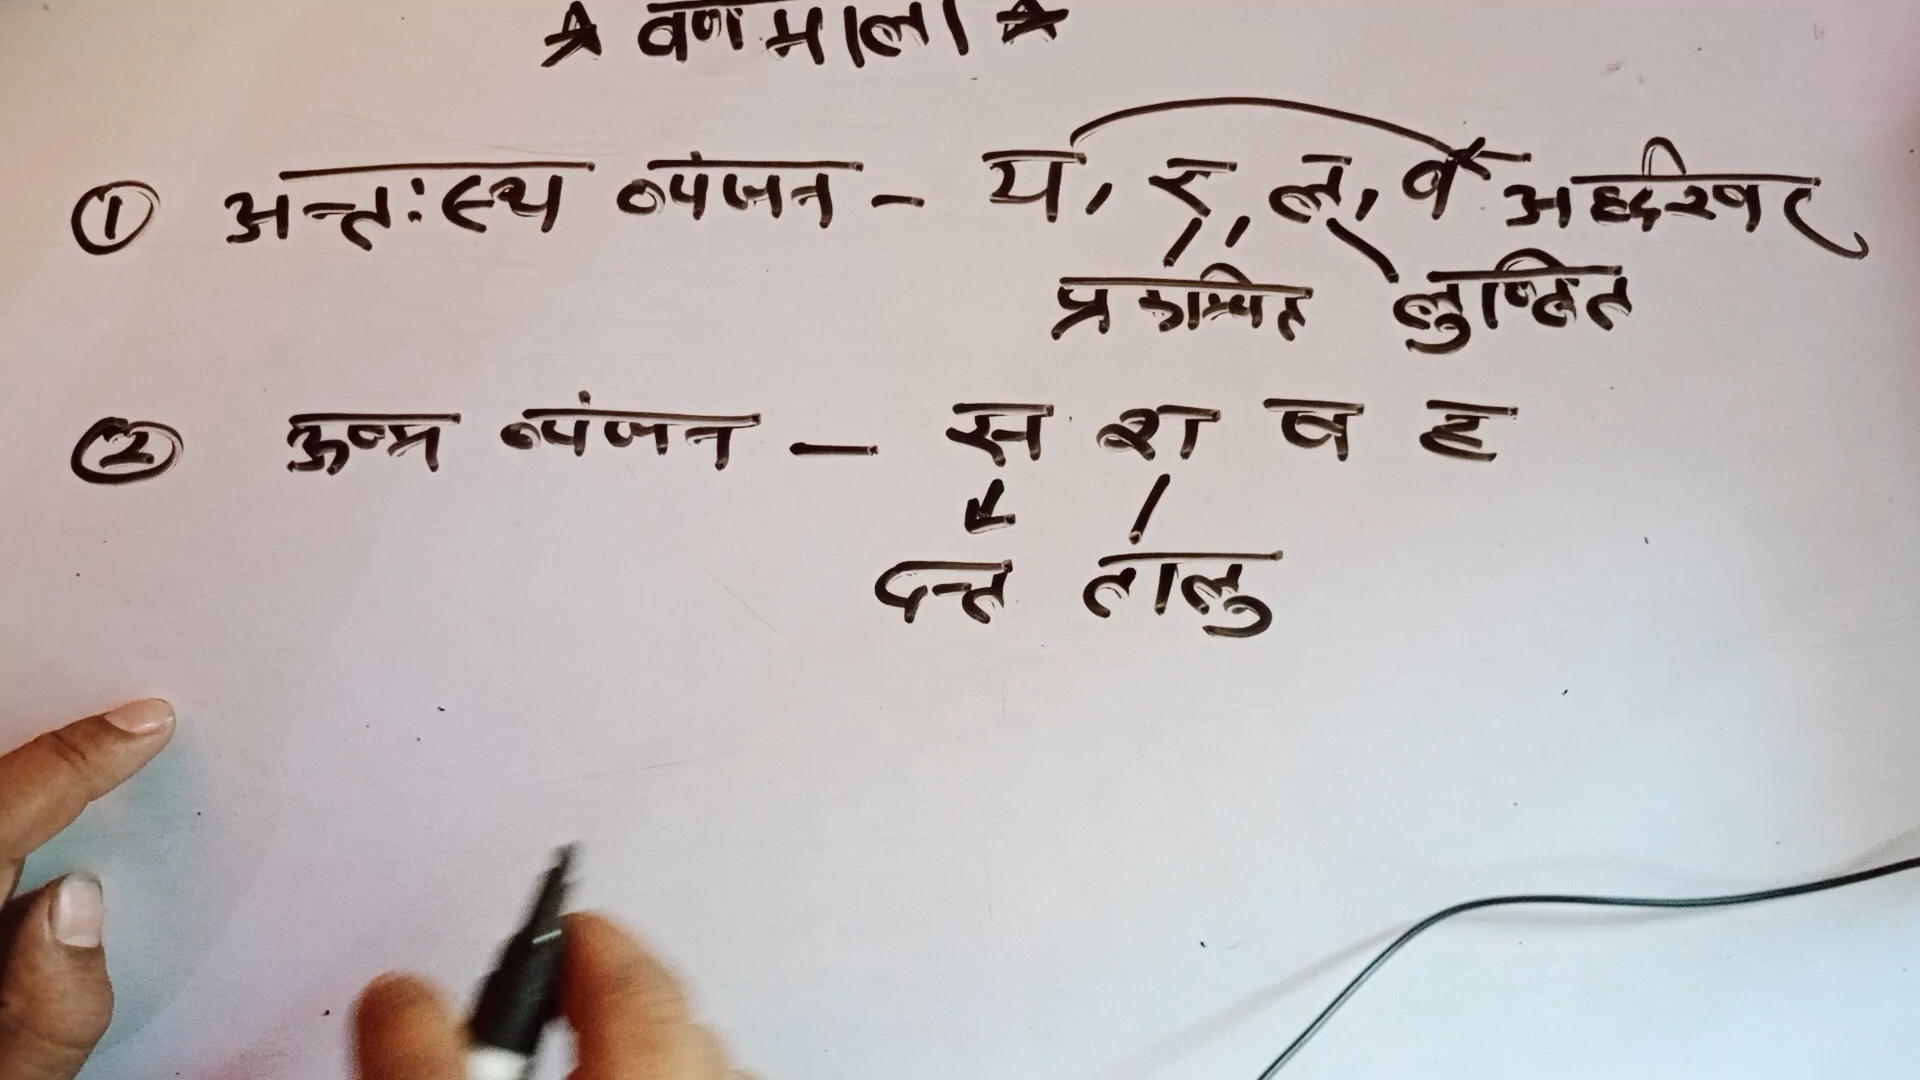 ★ वर्णमाला ★
① अन्तःस्थ व्यंजन - य, र, ल, व अर्द्धस्वर
प्रकम्पित लुण्ठित
② ऊष्म व्यंजन - स श ष ह
दन्त तालु